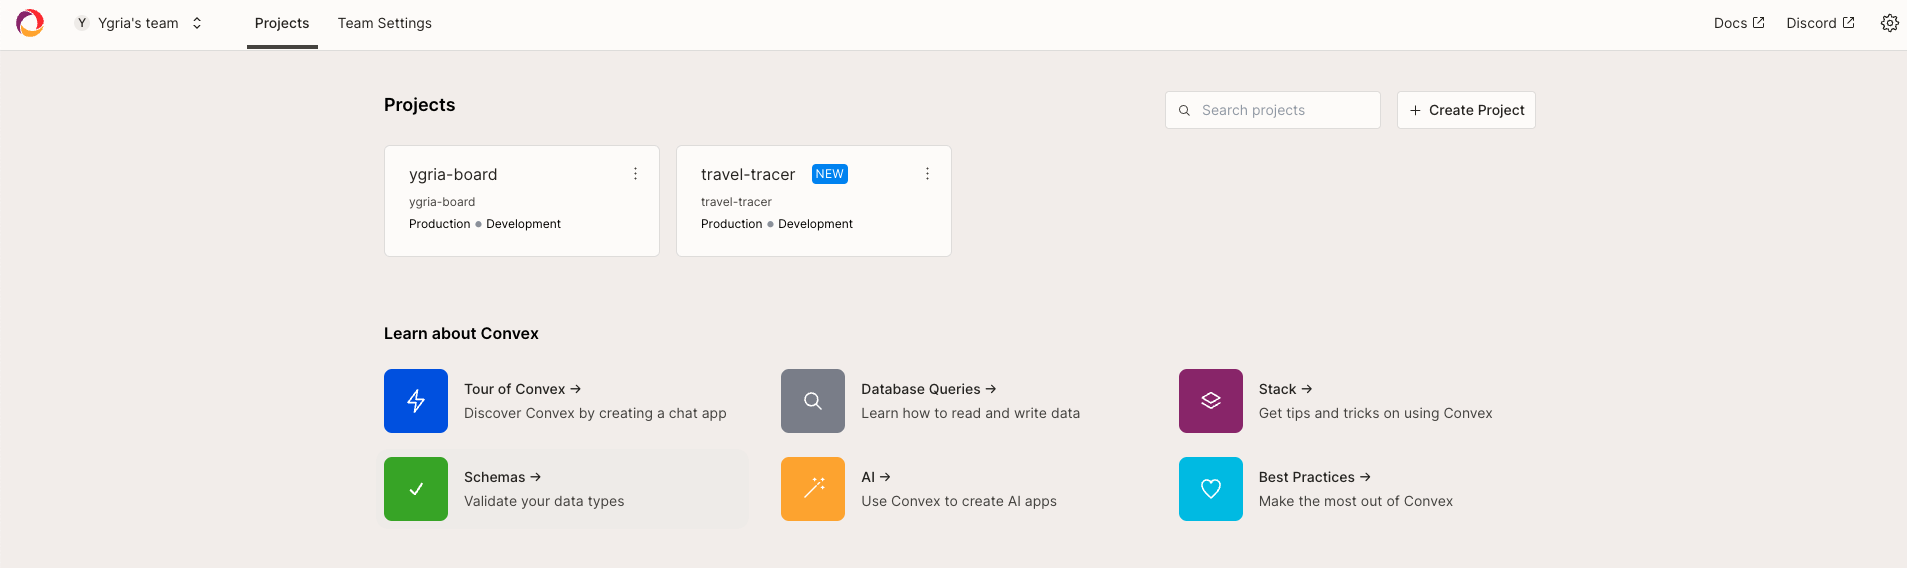 Y Ygria's team Projects Team Settings Docs Discord
Projects
Search projects
+ Create Project
ygria-board
ygria-board
Production Development
travel-tracer NEW
travel-tracer
Production Development
Learn about Convex
Tour of Convex →
Discover Convex by creating a chat app
Database Queries →
Learn how to read and write data
Stack →
Get tips and tricks on using Convex
Schemas →
Validate your data types
AI →
Use Convex to create AI apps
Best Practices →
Make the most out of Convex